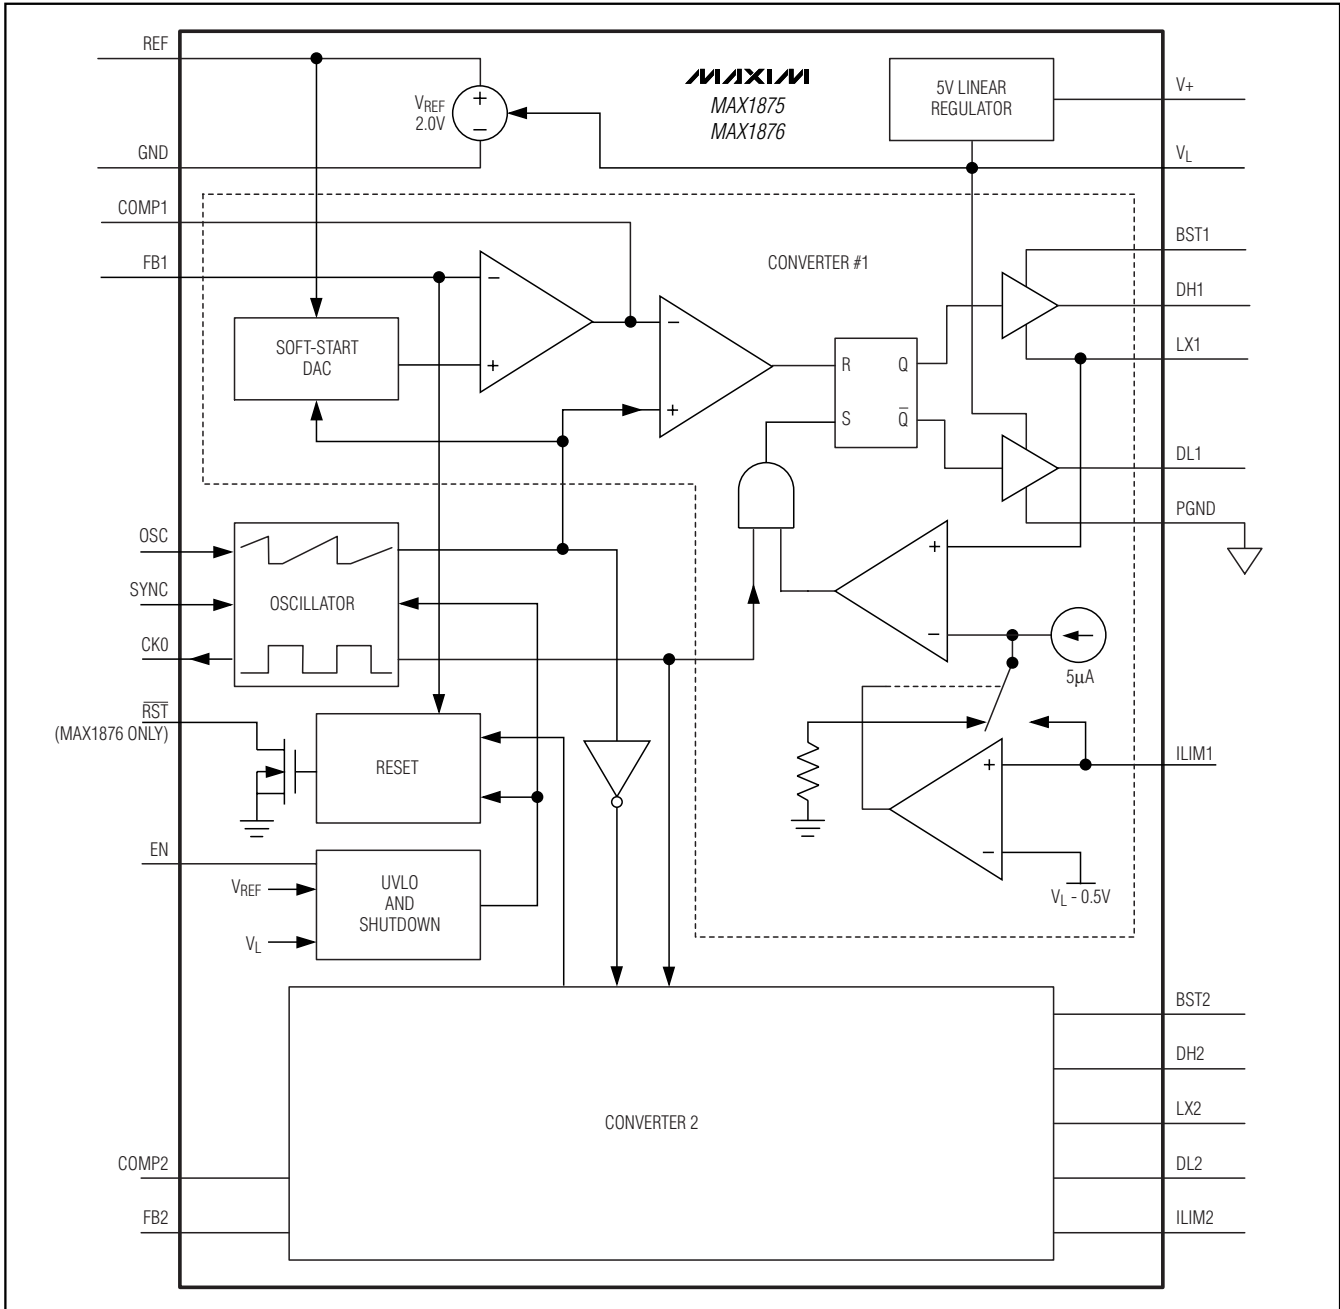 REF
MAXIM
MAX1875
MAX1876
5V LINEAR
REGULATOR
V+
VREF
2.0V
+
−
GND
VL
COMP1
BST1
FB1
CONVERTER #1
−
DH1
SOFT-START
DAC
−
LX1
+
R
Q
+
S
Q̅
DL1
PGND
OSC
+
SYNC
OSCILLATOR
CK0
−
5µA
R̅S̅T̅
(MAX1876 ONLY)
RESET
+
ILIM1
EN
VREF
UVLO
AND
SHUTDOWN
−
VL - 0.5V
VL
BST2
DH2
CONVERTER 2
LX2
COMP2
DL2
FB2
ILIM2